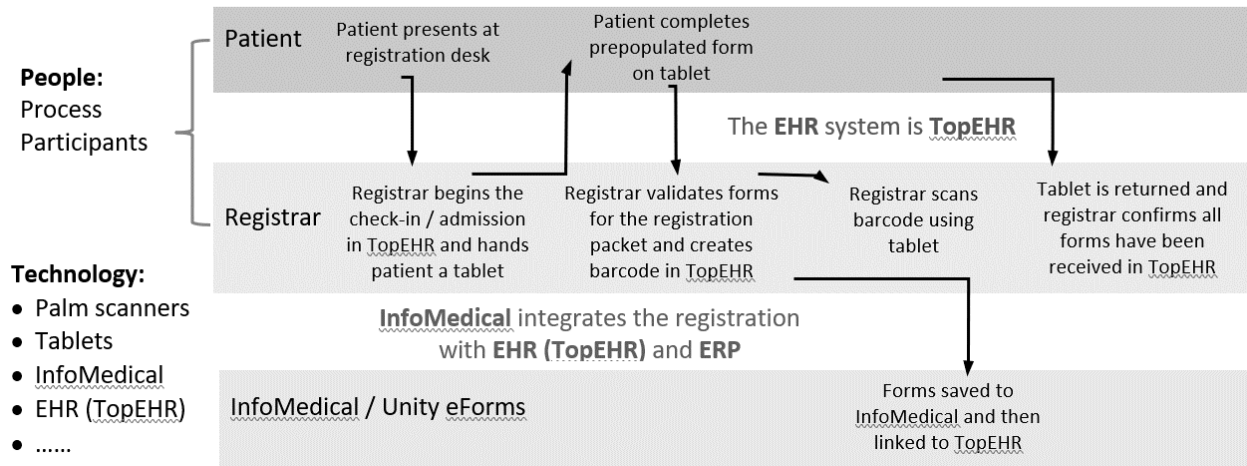 People:
Process
Participants
Technology:
• Palm scanners
• Tablets
• InfoMedical
• EHR (TopEHR)
• ......
Patient
Patient presents at
registration desk
Patient completes
prepopulated form
on tablet
The EHR system is TopEHR
Registrar
Registrar begins the
check-in / admission
in TopEHR and hands
patient a tablet
Registrar validates forms
for the registration
packet and creates
barcode in TopEHR
Registrar scans
barcode using
tablet
Tablet is returned and
registrar confirms all
forms have been
received in TopEHR
InfoMedical integrates the registration
with EHR (TopEHR) and ERP
InfoMedical / Unity eForms
Forms saved to
InfoMedical and then
linked to TopEHR